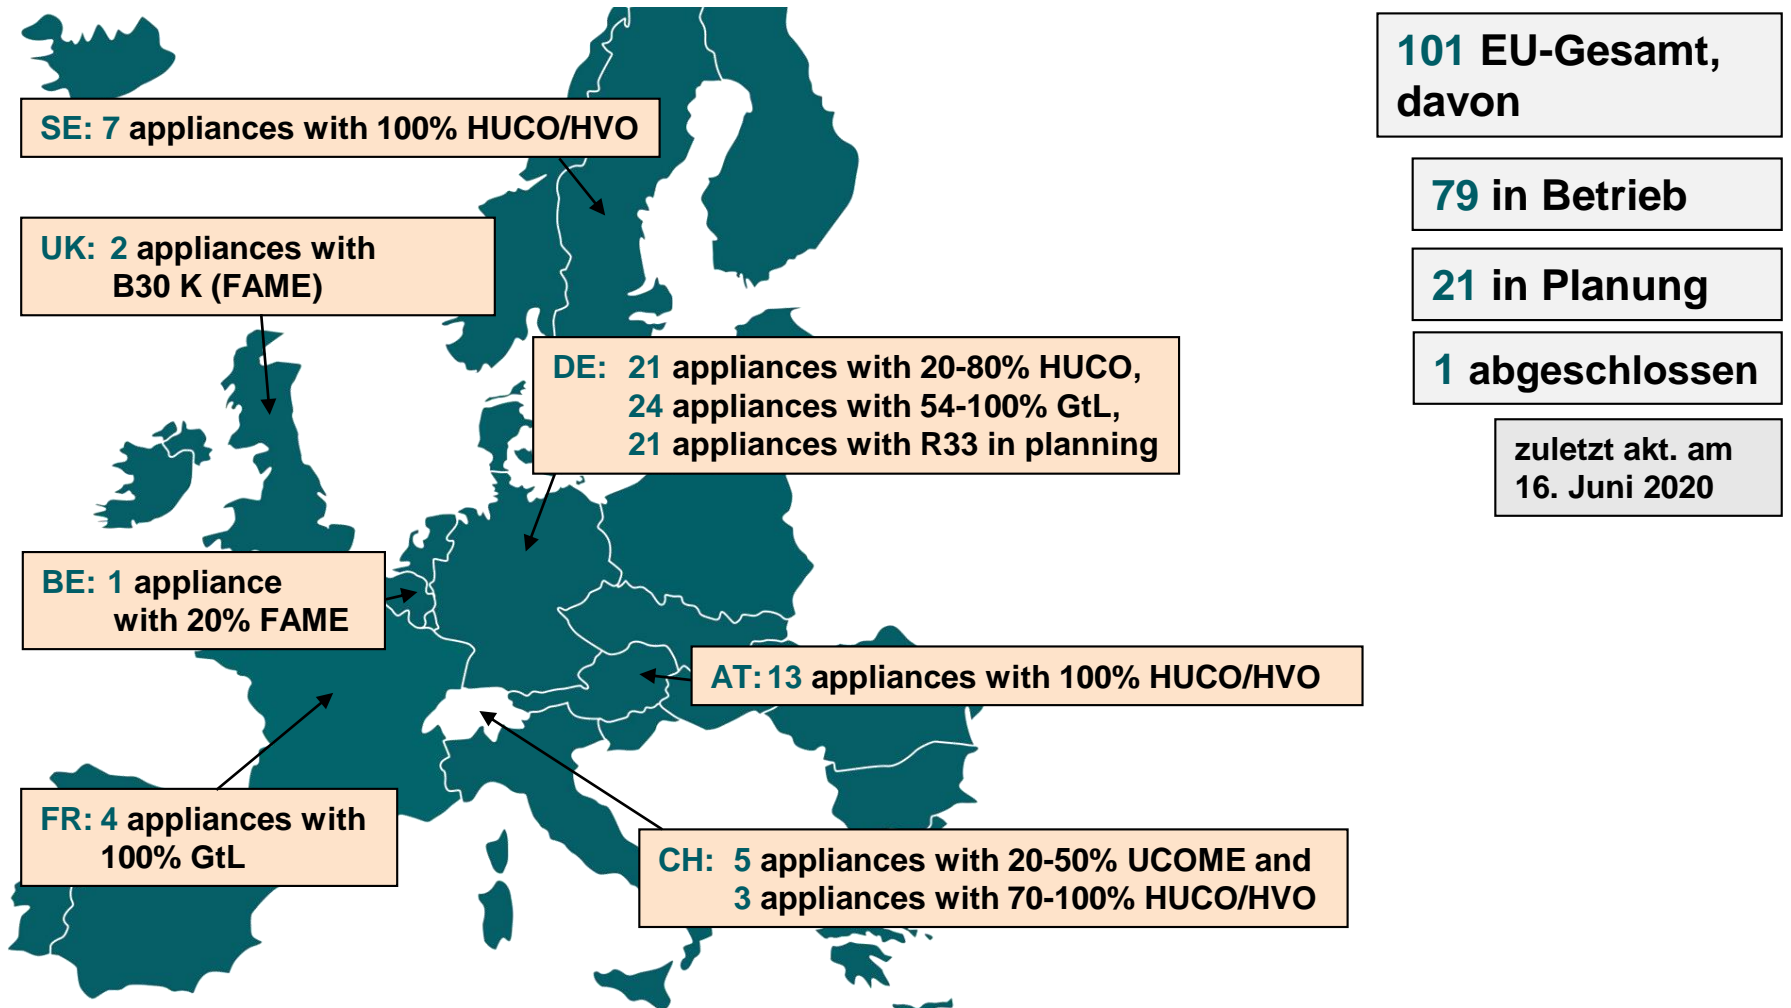 101 EU-Gesamt,
davon
79 in Betrieb
21 in Planung
1 abgeschlossen
zuletzt akt. am
16. Juni 2020
SE: 7 appliances with 100% HUCO/HVO
UK: 2 appliances with
B30 K (FAME)
DE: 21 appliances with 20-80% HUCO,
24 appliances with 54-100% GtL,
21 appliances with R33 in planning
BE: 1 appliance
with 20% FAME
AT: 13 appliances with 100% HUCO/HVO
FR: 4 appliances with
100% GtL
CH: 5 appliances with 20-50% UCOME and
3 appliances with 70-100% HUCO/HVO